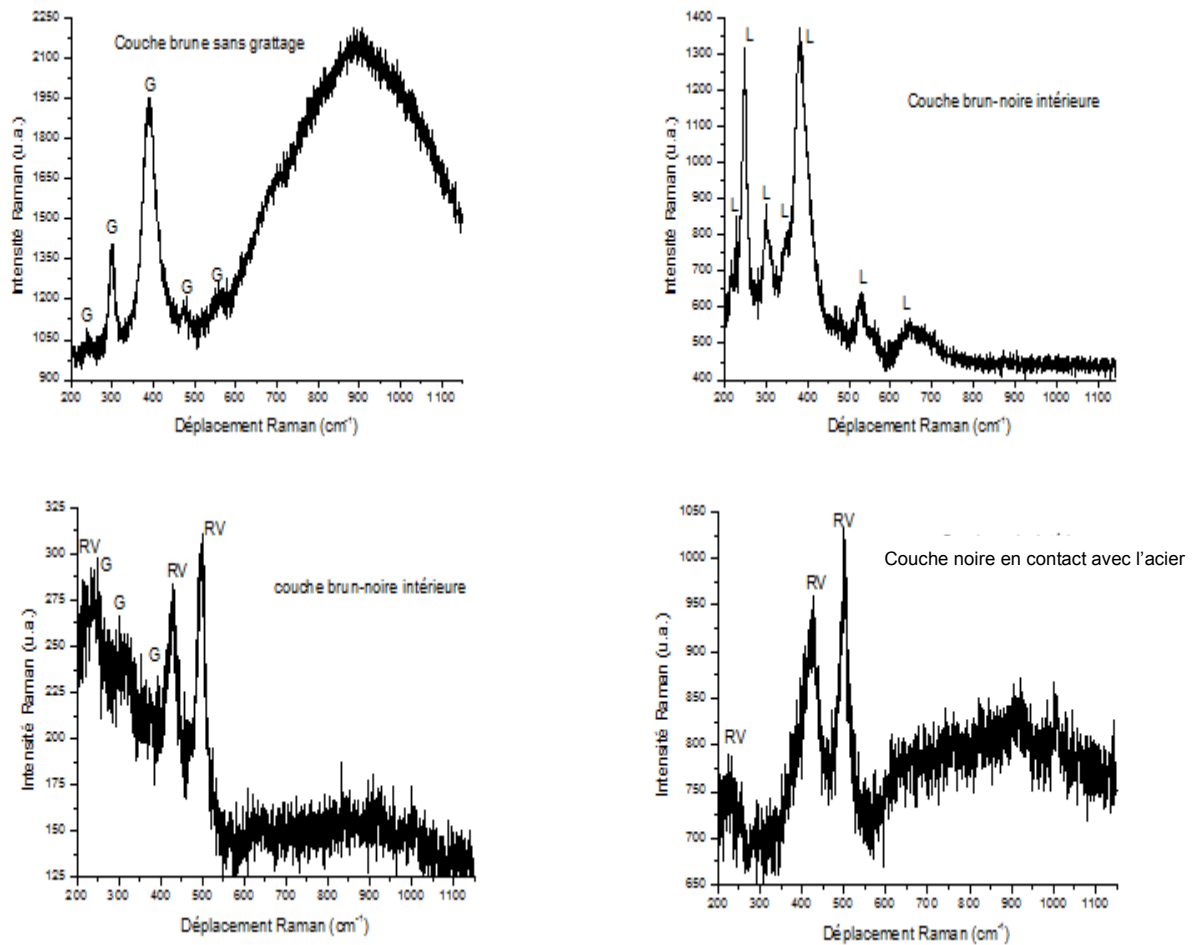 2250
2100
1950
1800
1650
1500
1350
1200
1050
900
Intensité Raman (u.a.)
Couche brune sans grattage
G
G
G
G
G
200 300 400 500 600 700 800 900 1000 1100
Déplacement Raman (cm⁻¹)
1400
1300
1200
1100
1000
900
800
700
600
500
400
Intensité Raman (u.a.)
Couche brun-noire intérieure
L
L
L
L
L
L
L
200 300 400 500 600 700 800 900 1000 1100
Déplacement Raman (cm⁻¹)
325
300
275
250
225
200
175
150
125
Intensité Raman (u.a.)
couche brun-noire intérieure
RV
G
G
G
RV
RV
200 300 400 500 600 700 800 900 1000 1100
Déplacement Raman (cm⁻¹)
1050
1000
950
900
850
800
750
700
650
Intensité Raman (u.a.)
Couche noire en contact avec l'acier
RV
RV
RV
200 300 400 500 600 700 800 900 1000 1100
Déplacement Raman (cm⁻¹)